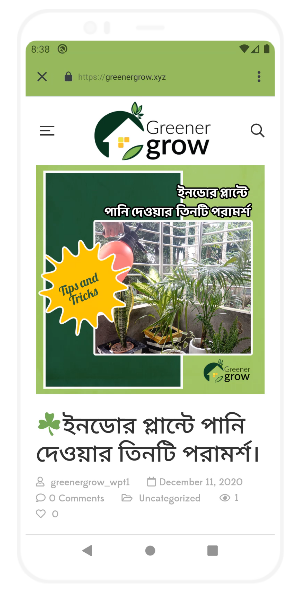 8:38
https://greenergrow.xyz
Greener
grow
ইনডোর প্লান্টে
পানি দেওয়ার তিনটি পরামর্শ
Tips and
Tricks
Greener
grow
☘️ইনডোর প্লান্টে পানি
দেওয়ার তিনটি পরামর্শ।
greenergrow_wpt1 December 11, 2020
0 Comments Uncategorized 1
0